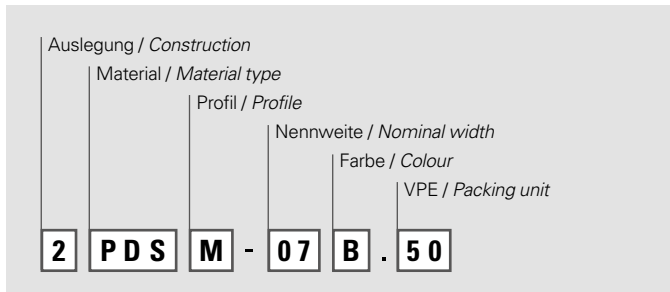 Auslegung / Construction
Material / Material type
Profil / Profile
Nennweite / Nominal width
Farbe / Colour
VPE / Packing unit
2 PDS M - 07 B . 50